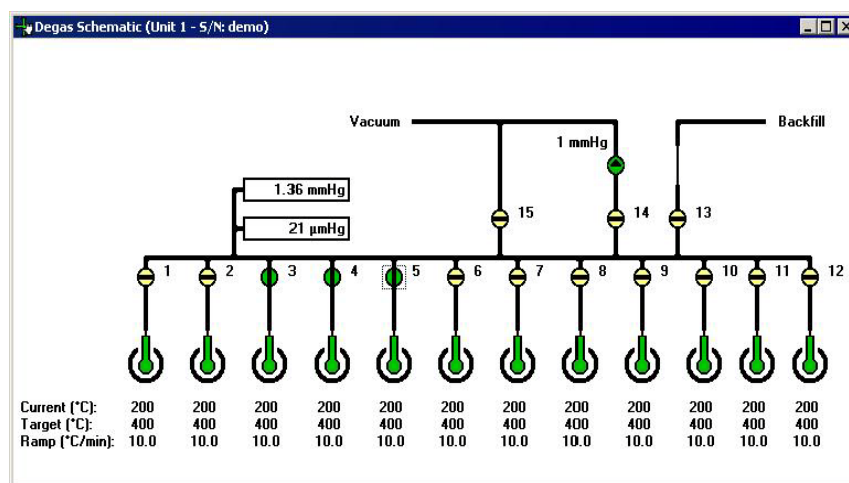 Degas Schematic (Unit 1 - S/N: demo)
Vacuum
Backfill
1 mmHg
1.36 mmHg
21 µmHg
15
14
13
1 2 3 4 5 6 7 8 9 10 11 12
Current (°C): 200 200 200 200 200 200 200 200 200 200 200 200
Target (°C): 400 400 400 400 400 400 400 400 400 400 400 400
Ramp (°C/min): 10.0 10.0 10.0 10.0 10.0 10.0 10.0 10.0 10.0 10.0 10.0 10.0